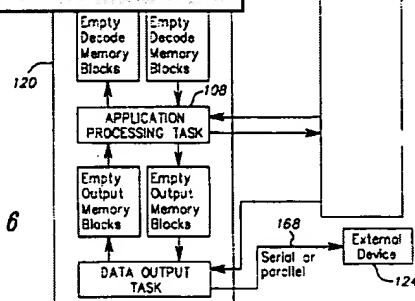 Empty Decode Memory Blocks
Empty Decode Memory Blocks
120
108
APPLICATION PROCESSING TASK
Empty Output Memory Blocks
Empty Output Memory Blocks
6
168
Serial or parallel
External Device
124
DATA OUTPUT TASK